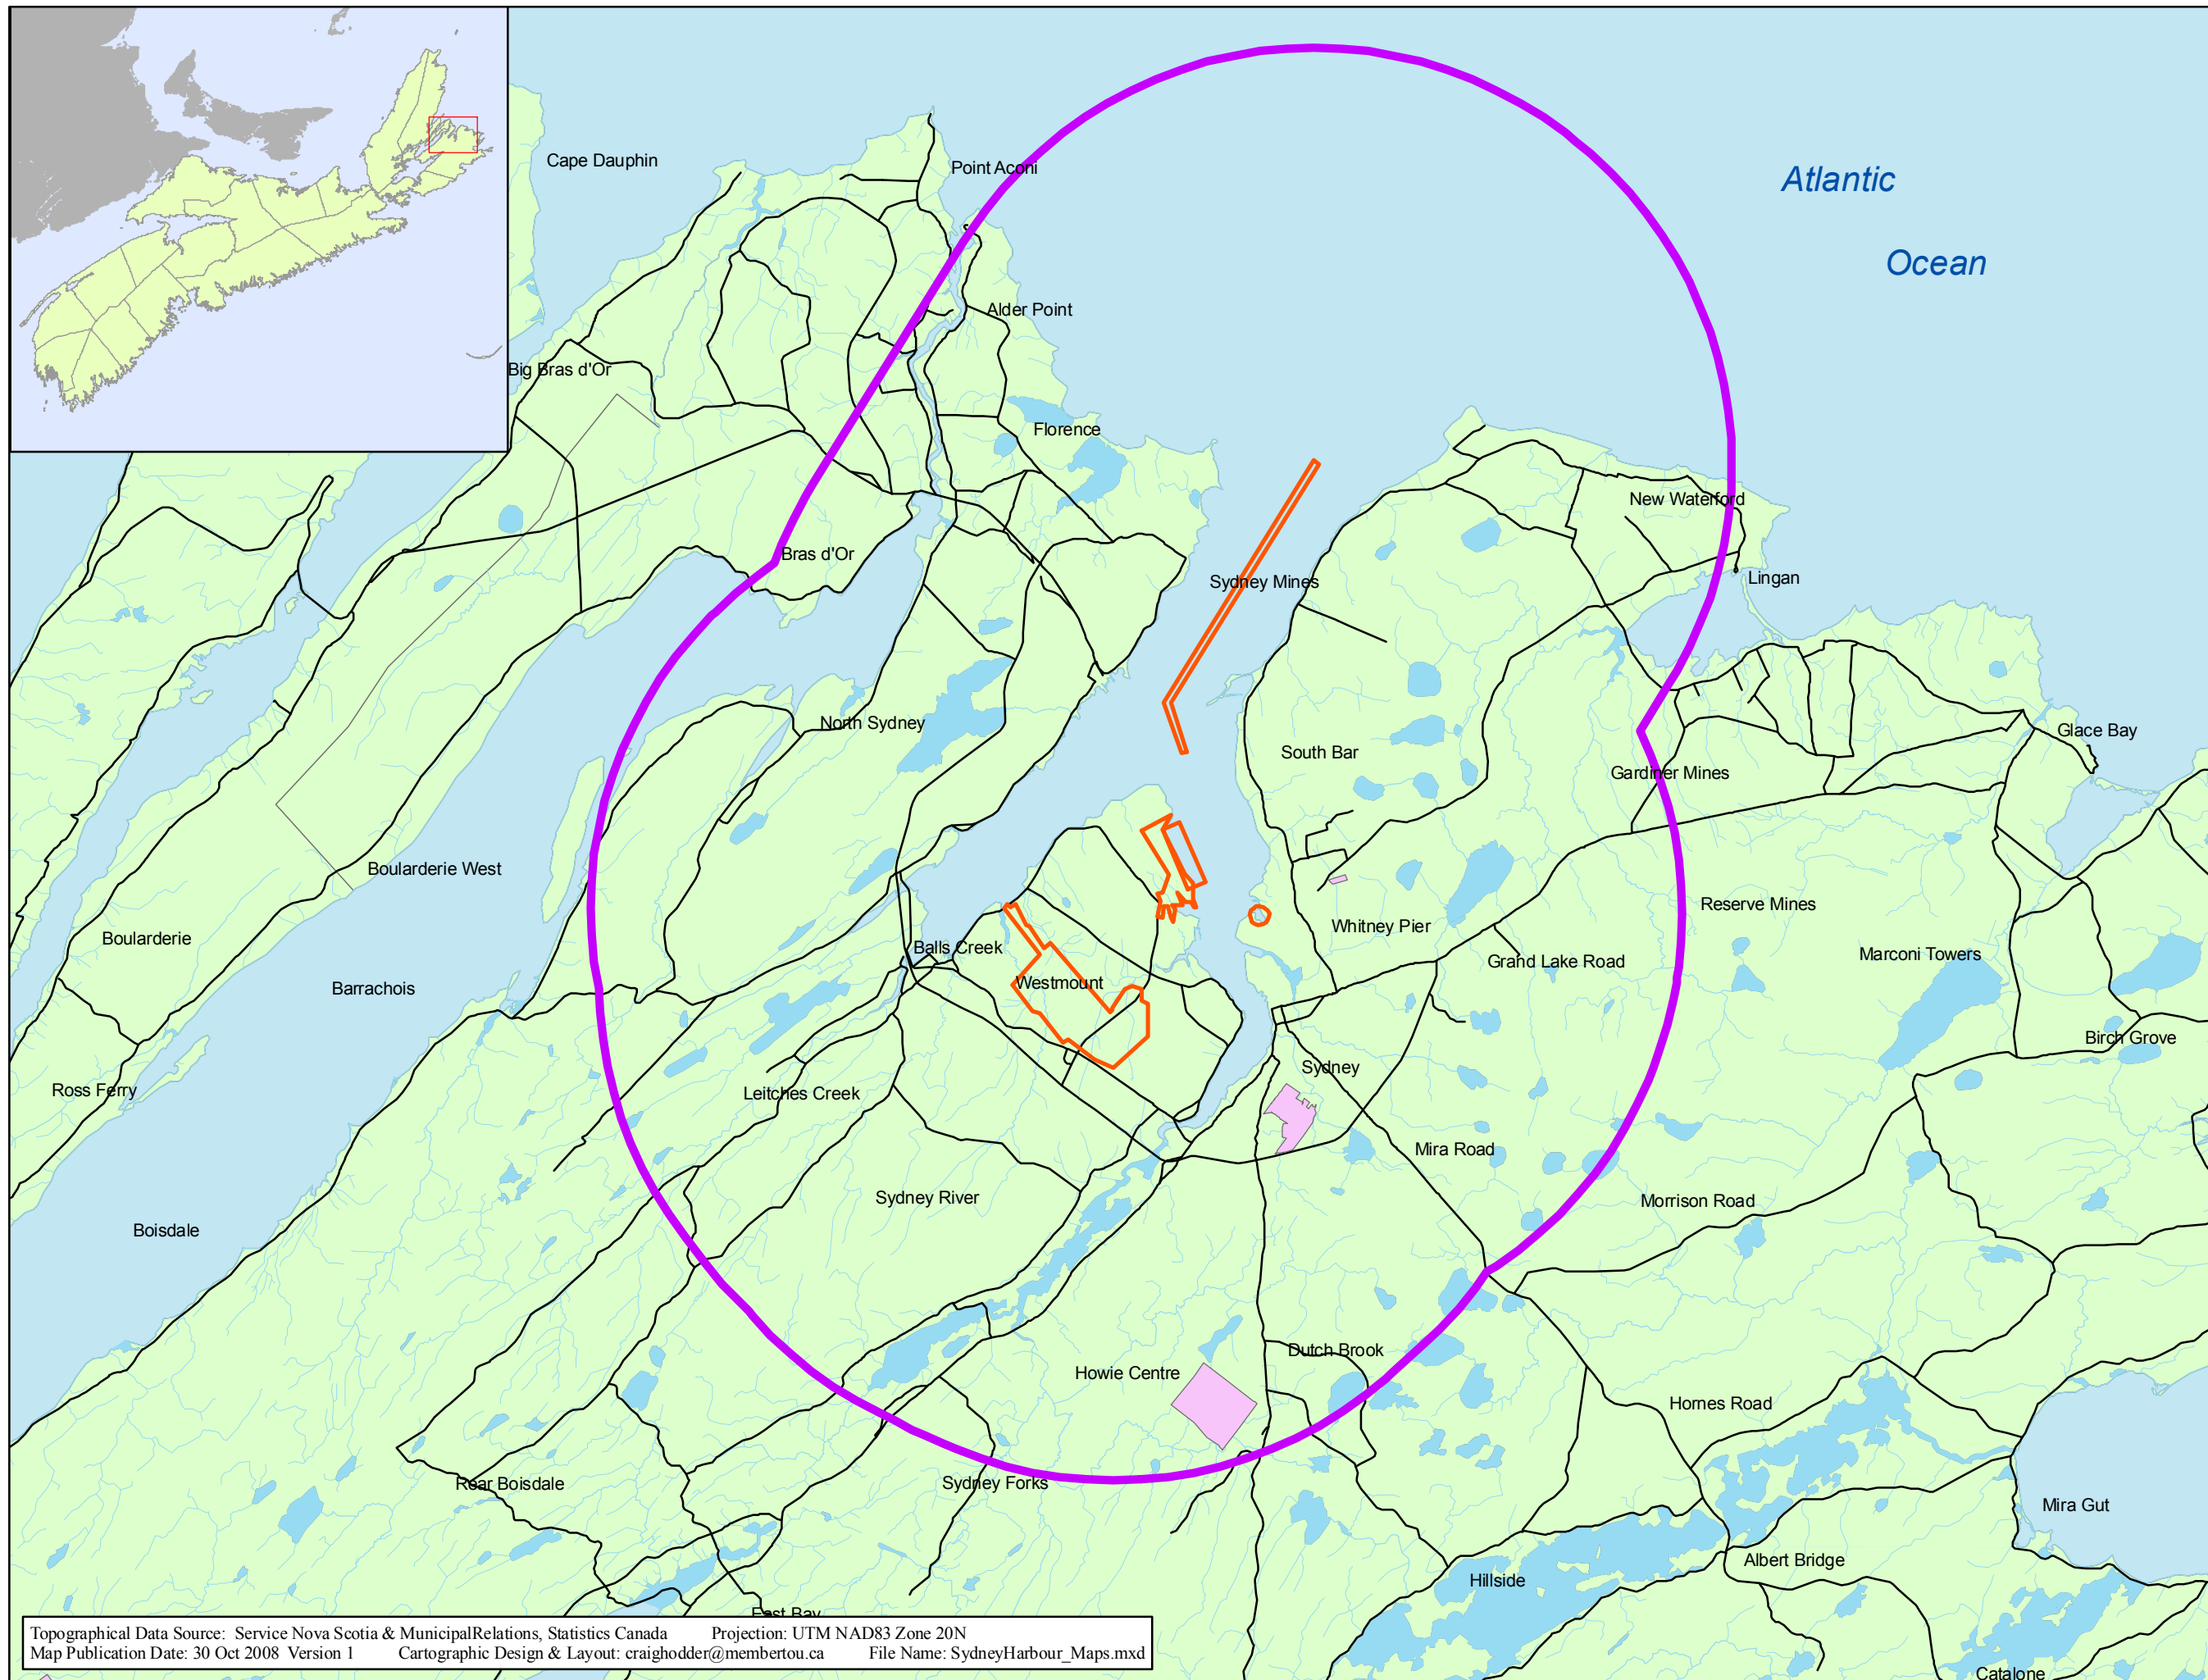 Cape Dauphin
Point Aconi
Atlantic
Ocean
Alder Point
Big Bras d'Or
Florence
New Waterford
Bras d'Or
Sydney Mines
Lingan
North Sydney
South Bar
Glace Bay
Gardiner Mines
Boularderie West
Reserve Mines
Whitney Pier
Boularderie
Balls Creek
Marconi Towers
Grand Lake Road
Westmount
Barrachois
Birch Grove
Sydney
Ross Ferry
Leitches Creek
Mira Road
Sydney River
Morrison Road
Boisdale
Dutch Brook
Howie Centre
Hornes Road
Rear Boisdale
Sydney Forks
Mira Gut
Albert Bridge
Hillside
East Bay
Topographical Data Source: Service Nova Scotia & MunicipalRelations, Statistics Canada Projection: UTM NAD83 Zone 20N
Map Publication Date: 30 Oct 2008 Version 1 Cartographic Design & Layout: craighodder@membertou.ca File Name: SydneyHarbour_Maps.mxd
Catalone